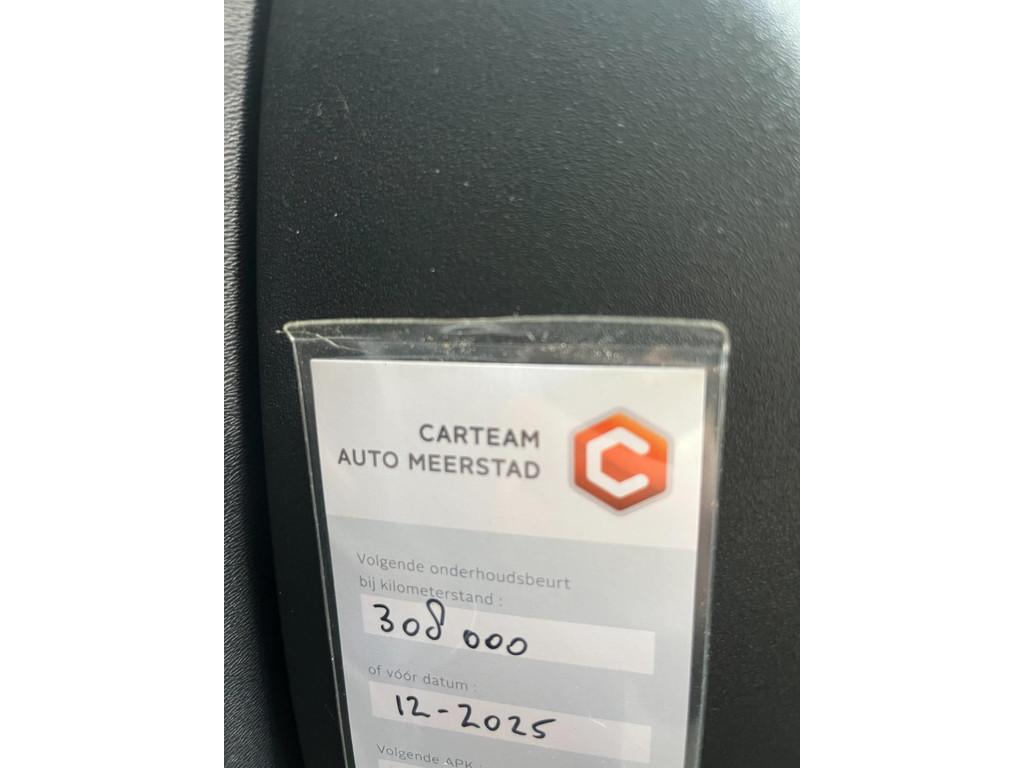 CARTEAM
AUTO MEERSTAD
Volgende onderhoudsbeurt
bij kilometerstand :
308 000
of vóór datum :
12-2025
Volgende APK :